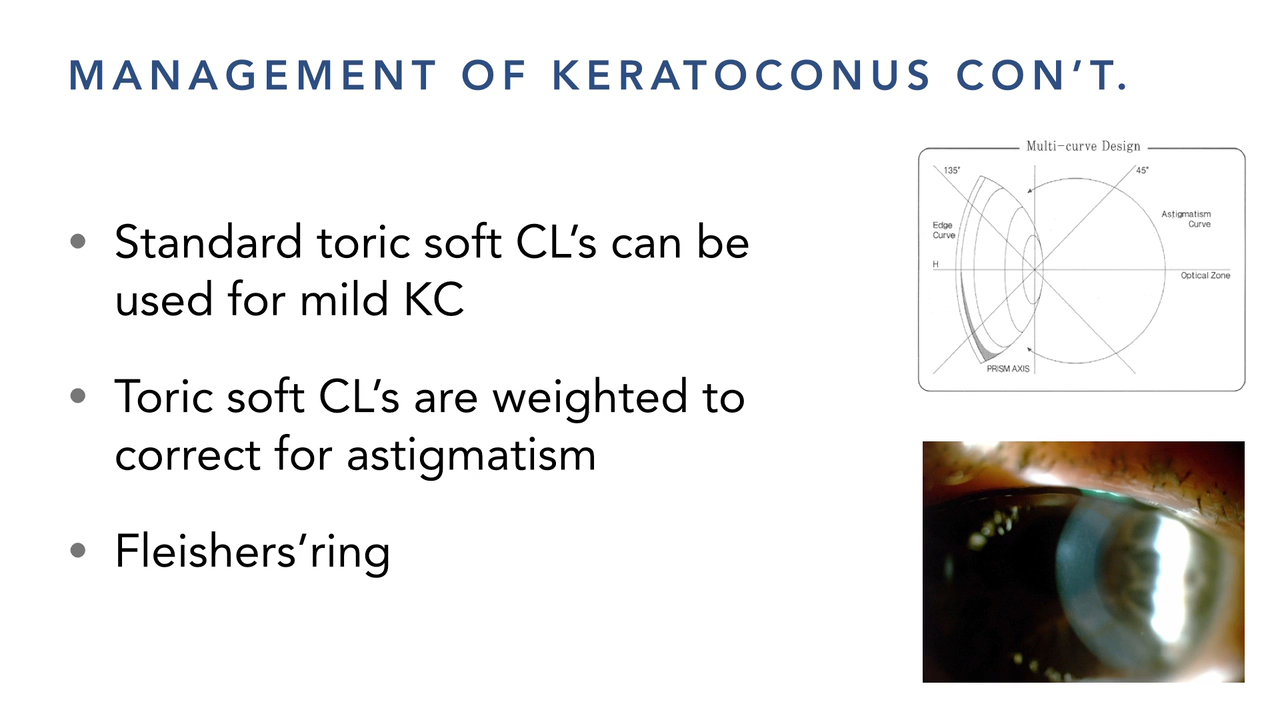 MANAGEMENT OF KERATOCONUS CON’T.
• Standard toric soft CL’s can be
used for mild KC
• Toric soft CL’s are weighted to
correct for astigmatism
• Fleishers’ring
Multi-curve Design
135°
45°
Astigmatism
Curve
Edge
Curve
H
Optical Zone
PRISM AXIS